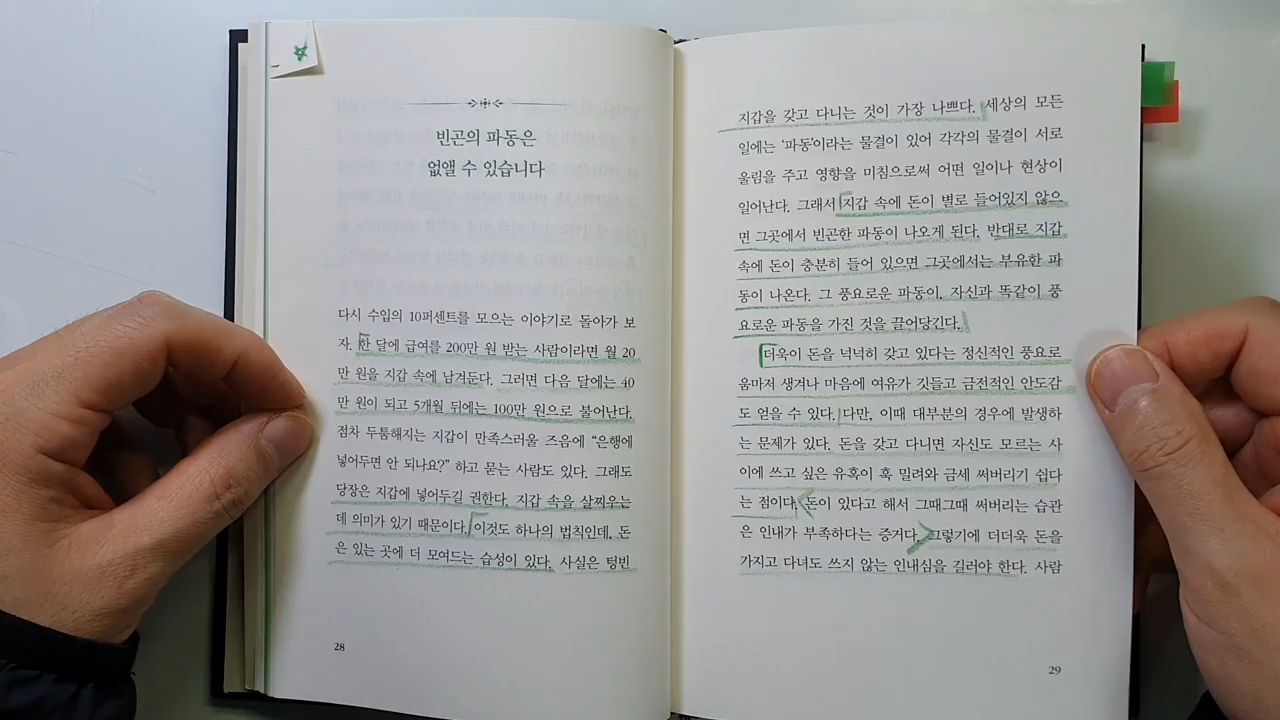 빈곤의 파동은
없앨 수 있습니다
다시 수입의 10퍼센트를 모으는 이야기로 돌아가 보
자. 한 달에 급여를 200만 원 받는 사람이라면 월 20
만 원을 지갑 속에 남겨둔다. 그러면 다음 달에는 40
만 원이 되고 5개월 뒤에는 100만 원으로 불어난다.
점차 두툼해지는 지갑이 만족스러울 즈음에 “은행에
넣어두면 안 되나요?” 하고 묻는 사람도 있다. 그래도
당장은 지갑에 넣어두길 권한다. 지갑 속을 살찌우는
데 의미가 있기 때문이다. 이것도 하나의 법칙인데, 돈
은 있는 곳에 더 모여드는 습성이 있다. 사실은 텅빈
28
지갑을 갖고 다니는 것이 가장 나쁘다. 세상의 모든
일에는 ‘파동’이라는 물결이 있어 각각의 물결이 서로
울림을 주고 영향을 미침으로써 어떤 일이나 현상이
일어난다. 그래서 지갑 속에 돈이 별로 들어있지 않으
면 그곳에서 빈곤한 파동이 나오게 된다. 반대로 지갑
속에 돈이 충분히 들어 있으면 그곳에서는 부유한 파
동이 나온다. 그 풍요로운 파동이, 자신과 똑같이 풍
요로운 파동을 가진 것을 끌어당긴다.
더욱이 돈을 넉넉히 갖고 있다는 정신적인 풍요로
움마저 생겨나 마음에 여유가 깃들고 금전적인 안도감
도 얻을 수 있다. 다만, 이때 대부분의 경우에 발생하
는 문제가 있다. 돈을 갖고 다니면 자신도 모르는 사
이에 쓰고 싶은 유혹이 훅 밀려와 금세 써버리기 쉽다
는 점이다. 돈이 있다고 해서 그때그때 써버리는 습관
은 인내가 부족하다는 증거다. 그렇기에 더더욱 돈을
가지고 다녀도 쓰지 않는 인내심을 길러야 한다. 사람
29